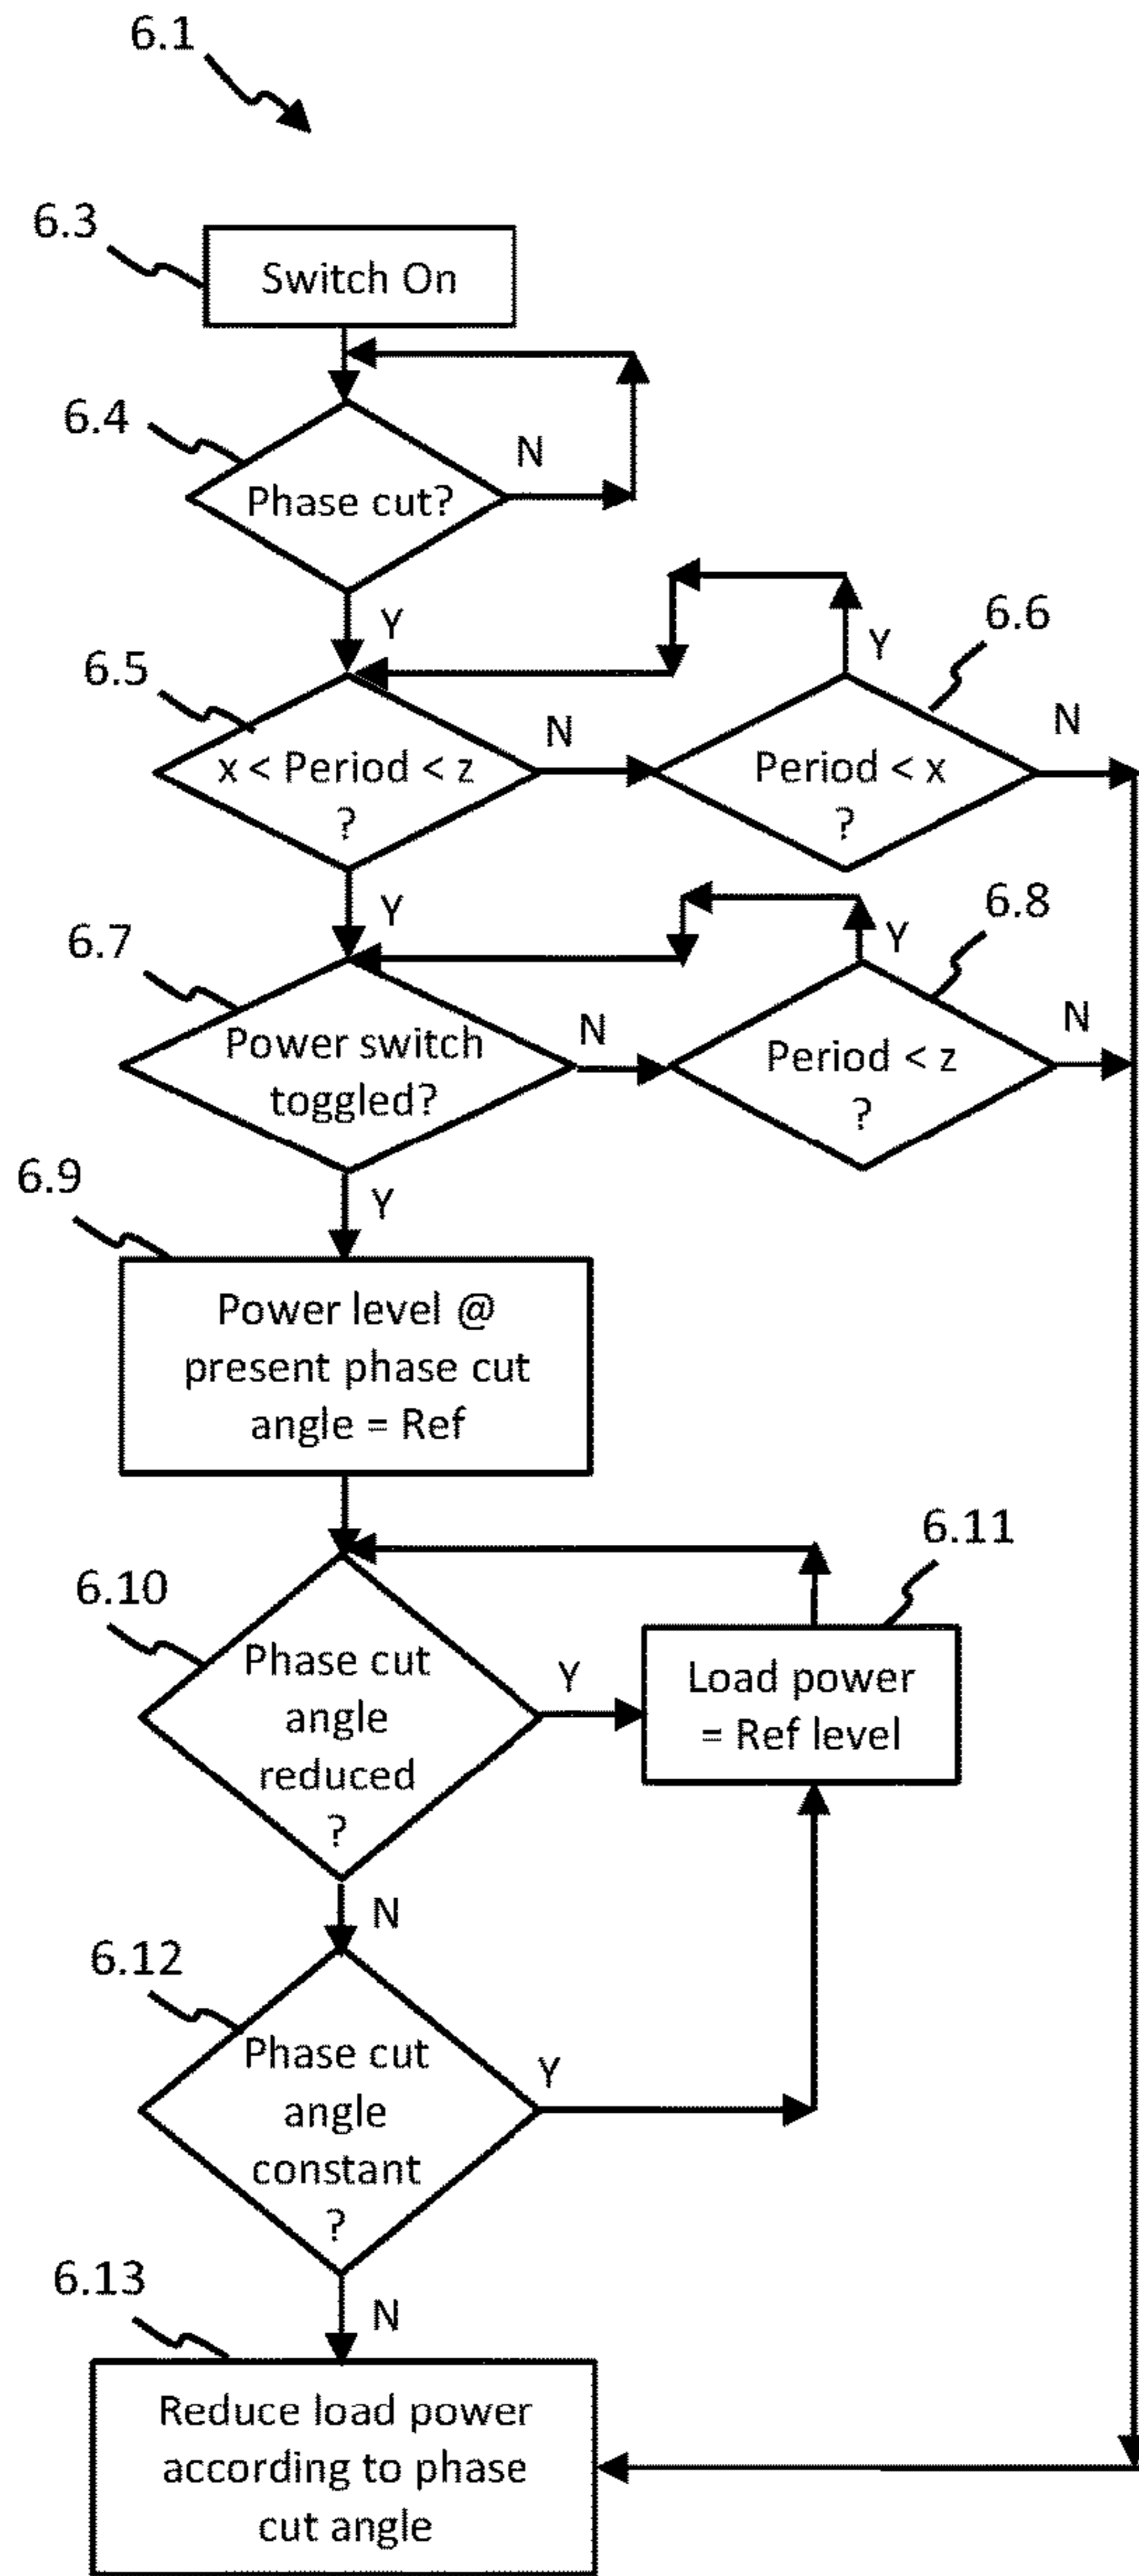 6.1
6.3
Switch On
6.4
N
Phase cut?
Y
6.6
Y
6.5
N
N
x < Period < z
?
Period < x
?
Y
6.8
6.7
Y
N
N
Power switch
toggled?
Period < z
?
6.9
Y
Power level @
present phase cut
angle = Ref
6.11
6.10
Phase cut
angle
reduced
?
Y
Load power
= Ref level
N
6.12
Phase cut
angle
constant
?
Y
6.13
N
Reduce load power
according to phase
cut angle